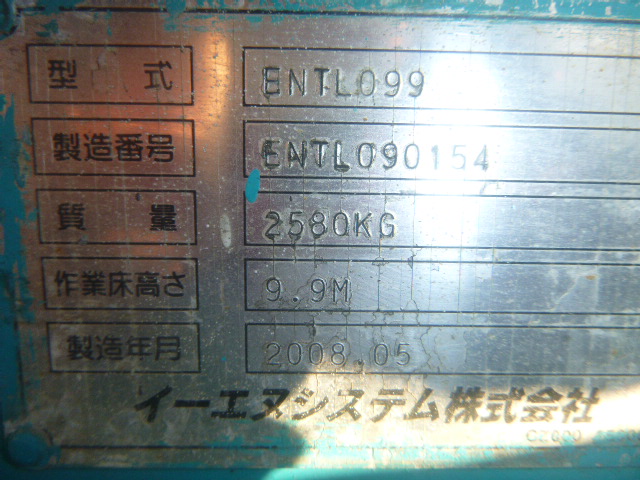 型 式 ENTL099
製造番号 ENTL090154
質 量 2580KG
作業床高さ 9.9M
製造年月 2008.05
イーエヌシステム株式会社